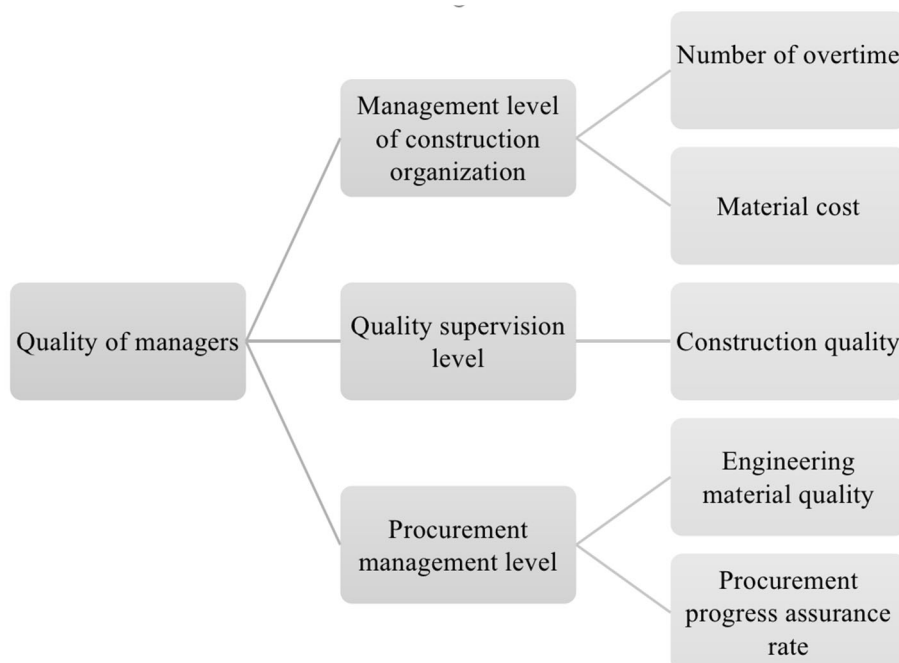 Number of overtime
Management level
of construction
organization
Material cost
Quality of managers
Quality supervision
level
Construction quality
Engineering
material quality
Procurement
management level
Procurement
progress assurance
rate